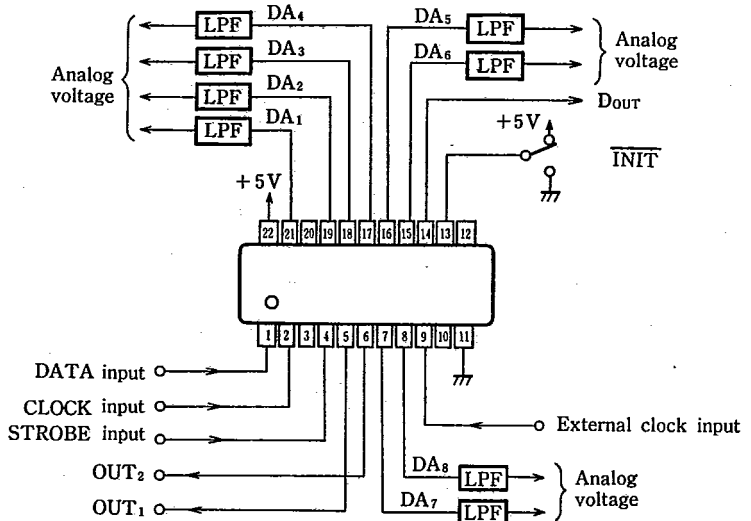 LPF DA₄ DA₅ LPF
LPF DA₃ DA₆ LPF
Analog voltage
LPF DA₂ DOUT
LPF DA₁
Analog voltage
+5V
INIT
+5V
22 21 20 19 18 17 16 15 14 13 12
1 2 3 4 5 6 7 8 9 10 11
DATA input
CLOCK input
External clock input
STROBE input
OUT₂
DA₈ LPF
OUT₁
DA₇ LPF
Analog voltage